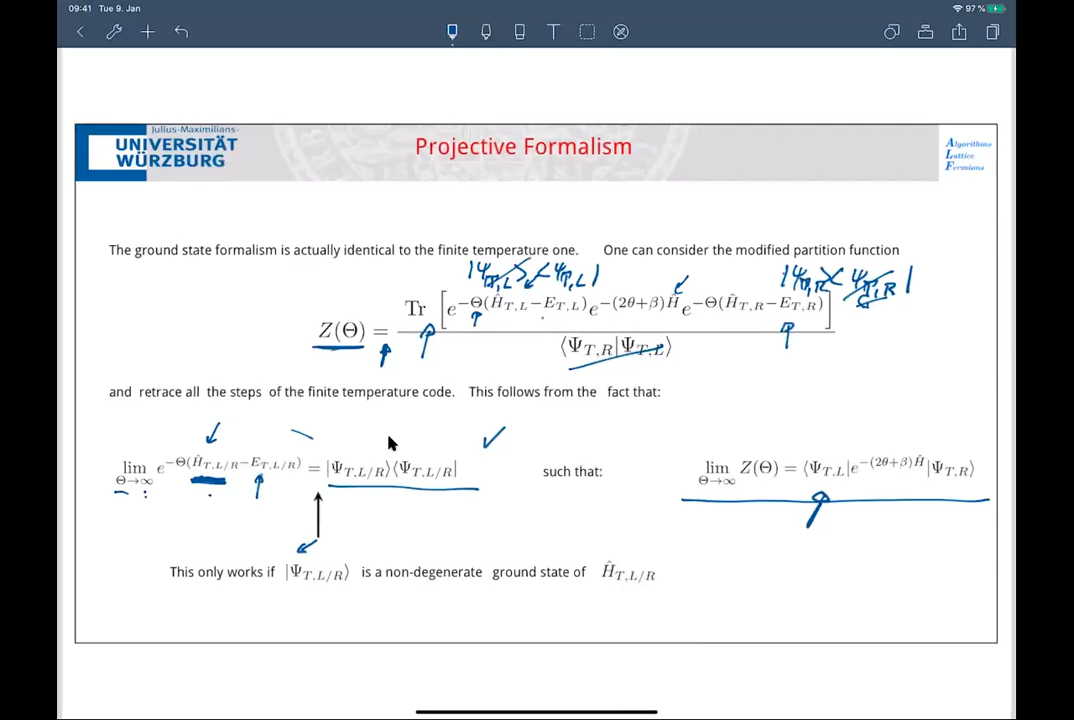 09:41 Tue 9. Jan
97 %
Julius-Maximilians-
UNIVERSITÄT
WÜRZBURG
Projective Formalism
Algorithms
Lattice
Fermions
The ground state formalism is actually identical to the finite temperature one. One can consider the modified partition function
|Ψ_{T,L}⟩⟨Ψ_{T,L}| |Ψ_{T,R}⟩⟨Ψ_{T,R}|
Z(Θ) = Tr [e^{-Θ(Ĥ_{T,L}-E_{T,L})} e^{-(2θ+β)Ĥ} e^{-Θ(Ĥ_{T,R}-E_{T,R})}]
⟨Ψ_{T,R}|Ψ_{T,L}⟩
and retrace all the steps of the finite temperature code. This follows from the fact that:
lim_{Θ→∞} e^{-Θ(Ĥ_{T,L/R}-E_{T,L/R})} = |Ψ_{T,L/R}⟩⟨Ψ_{T,L/R}| such that: lim_{Θ→∞} Z(Θ) = ⟨Ψ_{T,L}|e^{-(2θ+β)Ĥ}|Ψ_{T,R}⟩
This only works if |Ψ_{T,L/R}⟩ is a non-degenerate ground state of Ĥ_{T,L/R}